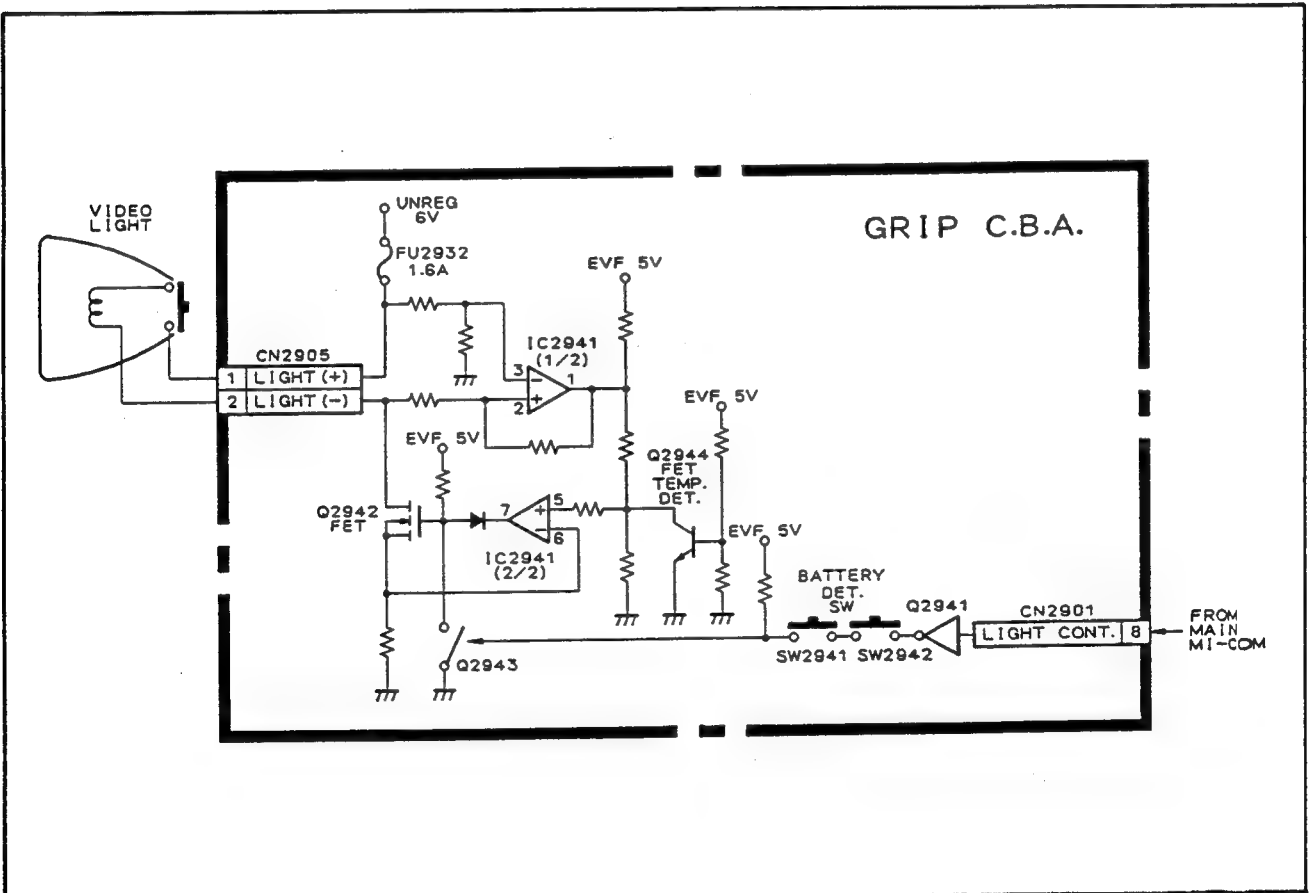 GRIP C.B.A.
VIDEO
LIGHT
UNREG
6V
FU2932
1.6A
EVF 5V
IC2941
(1/2)
3
-
1
+
2
CN2905
1 LIGHT(+)
2 LIGHT(-)
EVF 5V
EVF 5V
Q2944
FET
TEMP.
DET.
Q2942
FET
7
5
+
-
6
IC2941
(2/2)
EVF 5V
BATTERY
DET.
SW
Q2941
CN2901
LIGHT CONT. 8
FROM
MAIN
MI-COM
SW2941 SW2942
Q2943